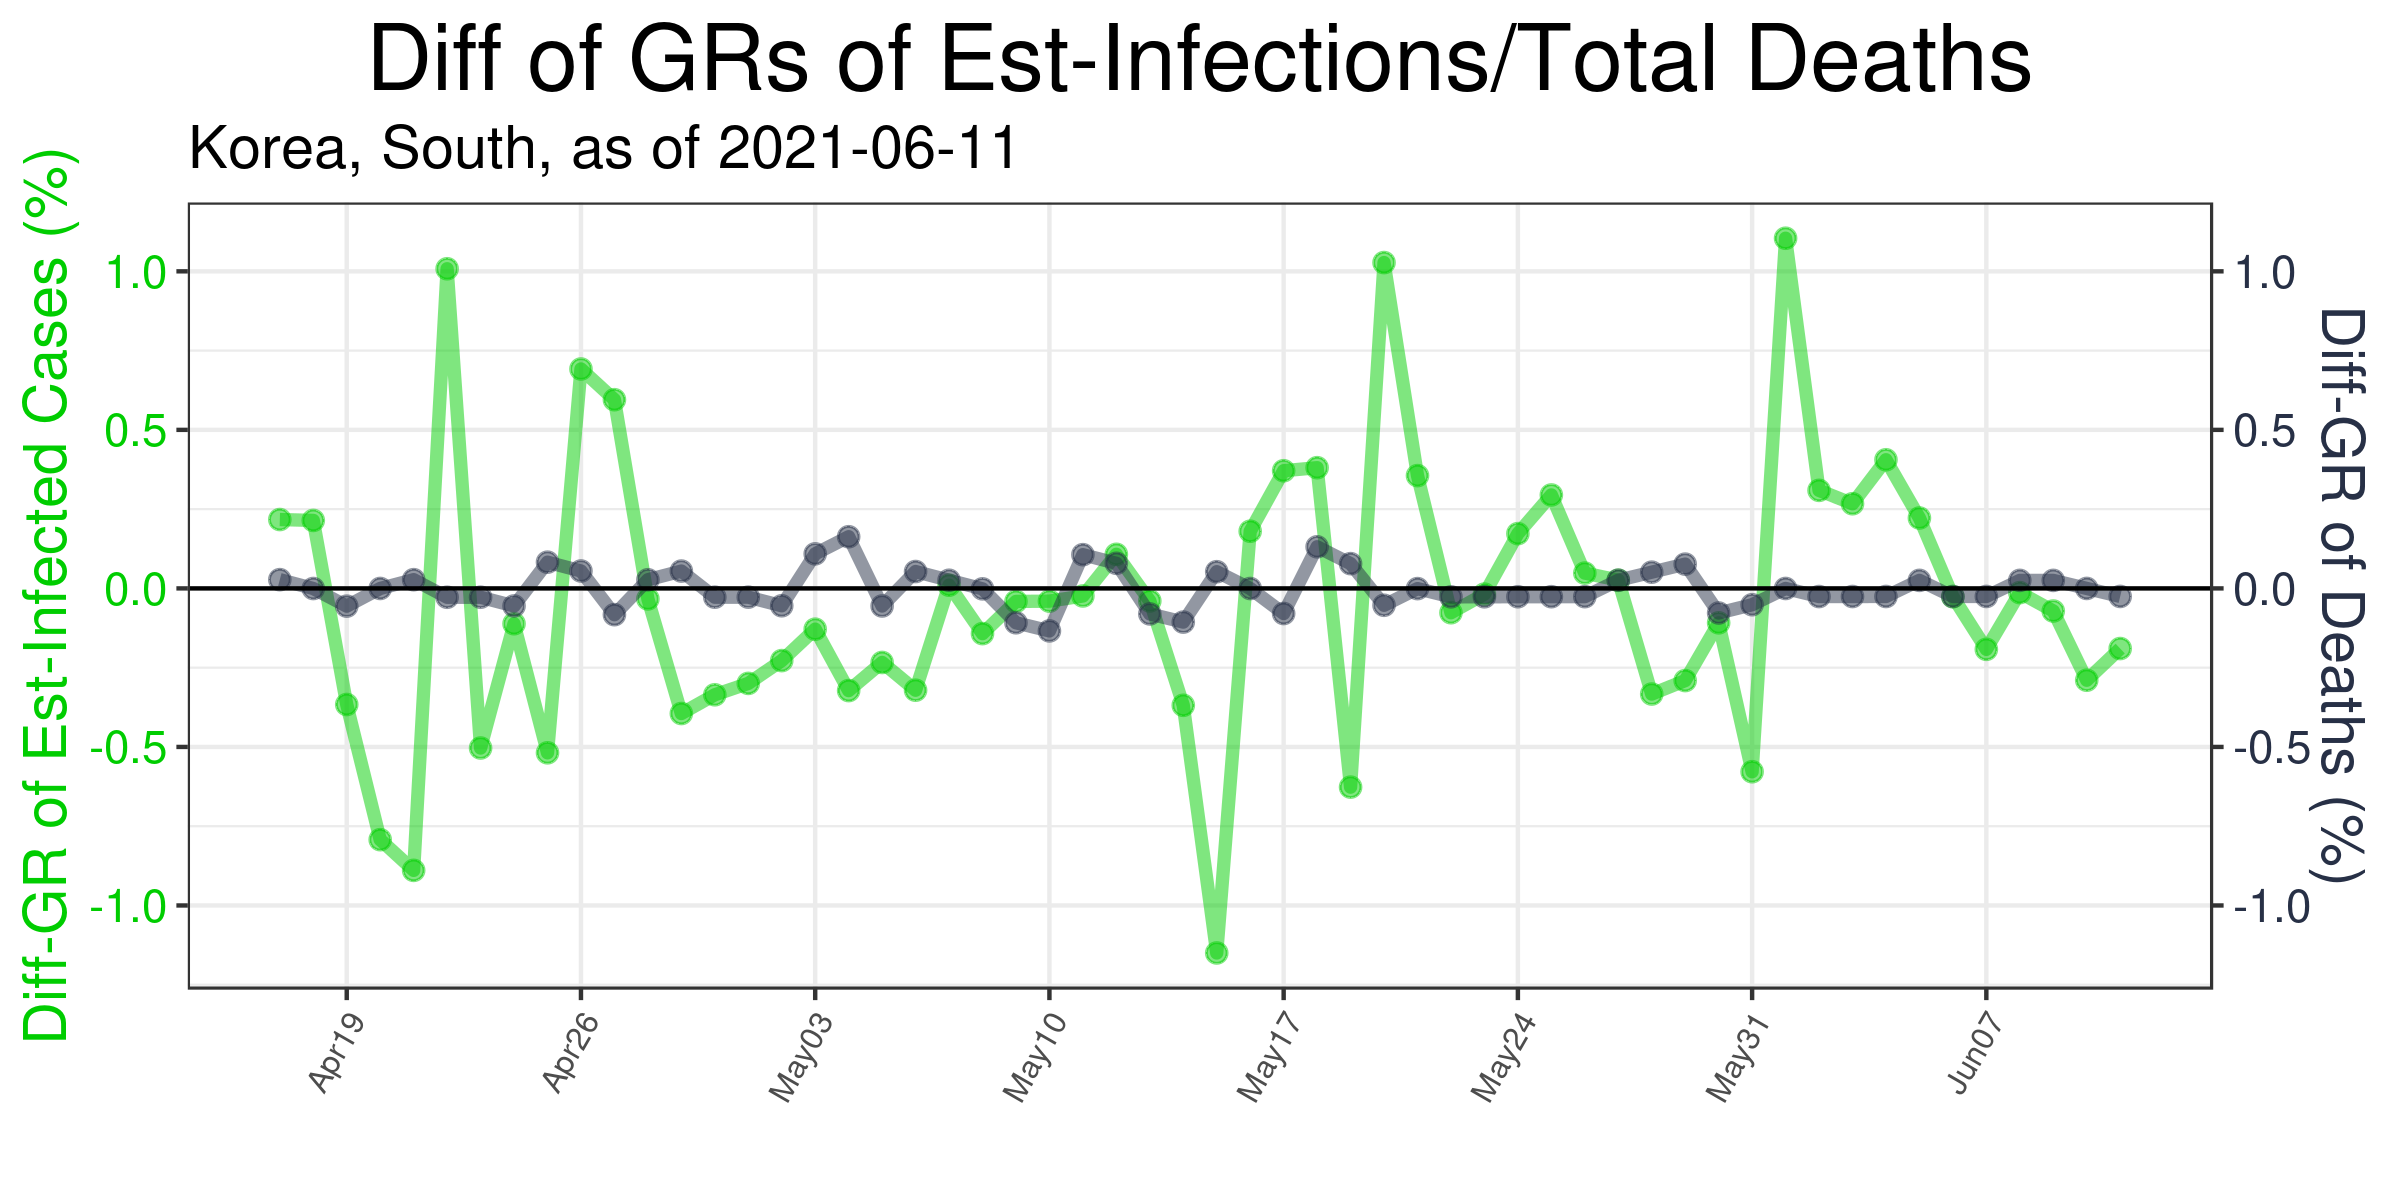 Diff of GRs of Est-Infections/Total Deaths
Korea, South, as of 2021-06-11
Diff-GR of Est-Infected Cases (%)
1.0
0.5
0.0
-0.5
-1.0
1.0
0.5
0.0
-0.5
-1.0
Diff-GR of Deaths (%)
Apr19
Apr26
May03
May10
May17
May24
May31
Jun07